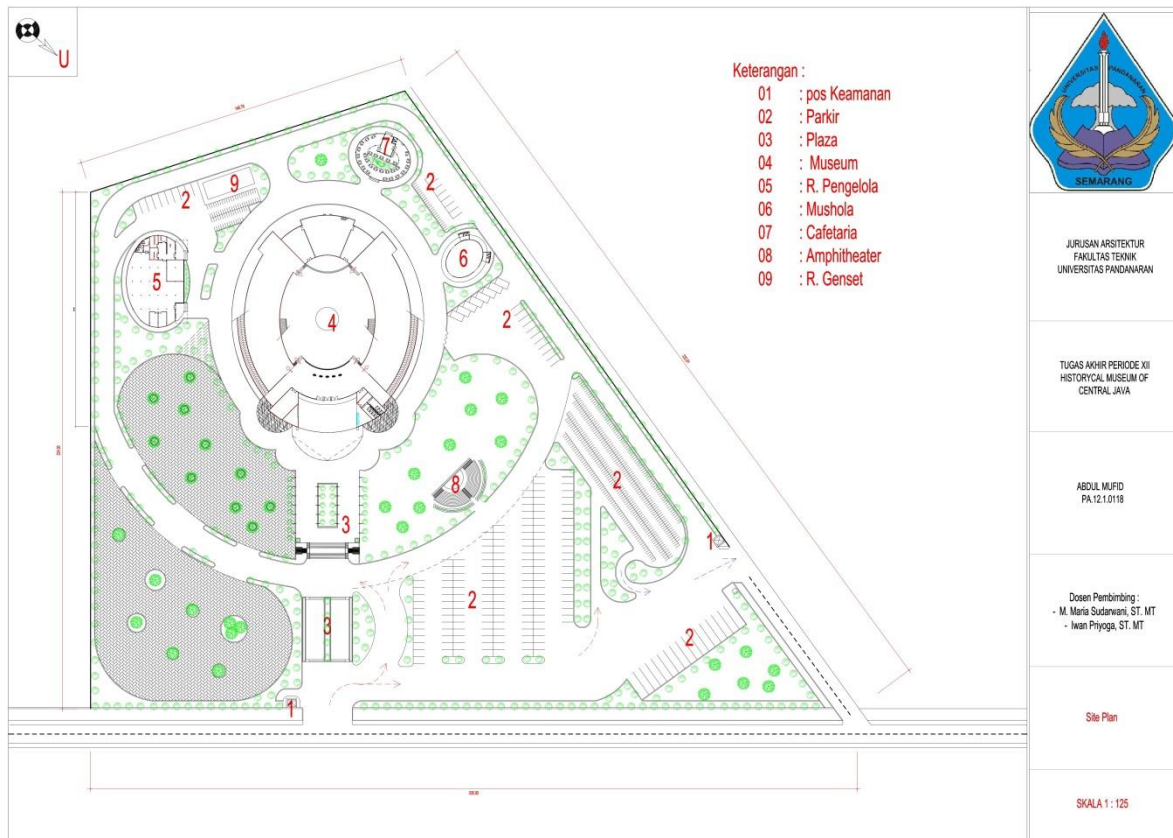 U
Keterangan :
01 : pos Keamanan
02 : Parkir
03 : Plaza
04 : Museum
05 : R. Pengelola
06 : Mushola
07 : Cafetaria
08 : Amphitheater
09 : R. Genset
7
2
9
2
6
5
4
2
2
8
3
1
2
2
3
1
UNIVERSITAS PANDANARAN
SEMARANG
JURUSAN ARSITEKTUR
FAKULTAS TEKNIK
UNIVERSITAS PANDANARAN
TUGAS AKHIR PERIODE XII
HISTORYCAL MUSEUM OF
CENTRAL JAVA
ABDUL MUFID
PA.12.1.0118
Dosen Pembimbing :
- M. Maria Sudarwani, ST. MT
- Iwan Priyoga, ST. MT
Site Plan
SKALA 1 : 125